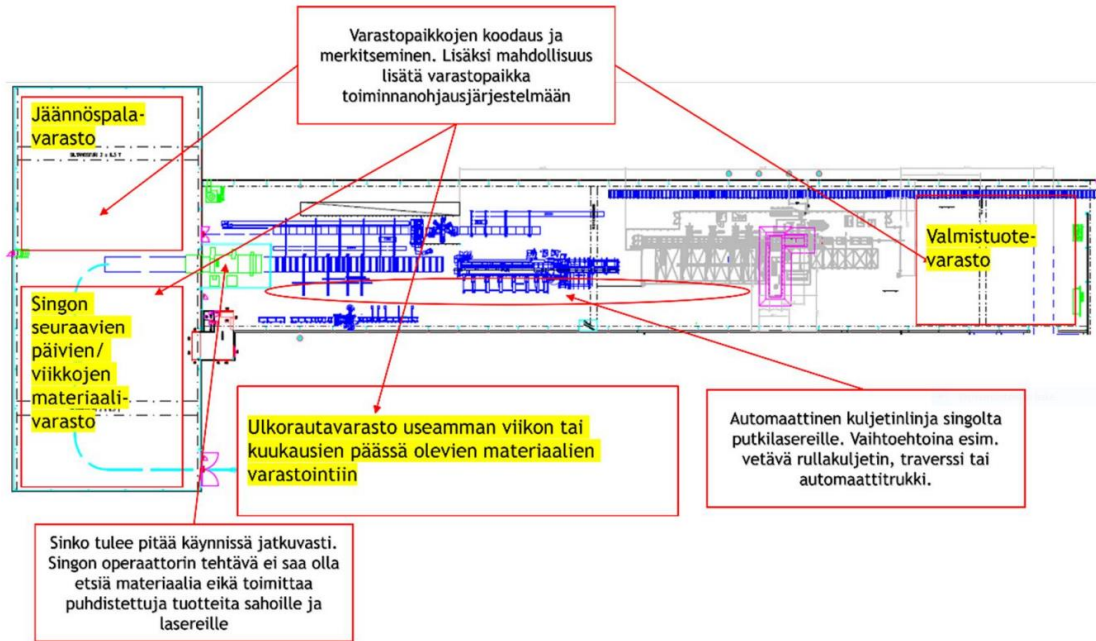 Varastopaikkojen koodaus ja
merkitseminen. Lisäksi mahdollisuus
lisätä varastopaikka
toiminnanohjausjärjestelmään
Jäännöspala-
varasto
Valmistuote-
varasto
Singon
seuraavien
päivien/
viikkojen
materiaali-
varasto
Ulkorautavarasto useamman viikon tai
kuukausien päässä olevien materiaalien
varastointiin
Automaattinen kuljetinlinja singolta
putkilasereille. Vaihtoehtoina esim.
vetävä rullakuljetin, traverssi tai
automaattitrukki.
Sinko tulee pitää käynnissä jatkuvasti.
Singon operaattorin tehtävä ei saa olla
etsiä materiaalia eikä toimittaa
puhdistettuja tuotteita sahoille ja
lasereille